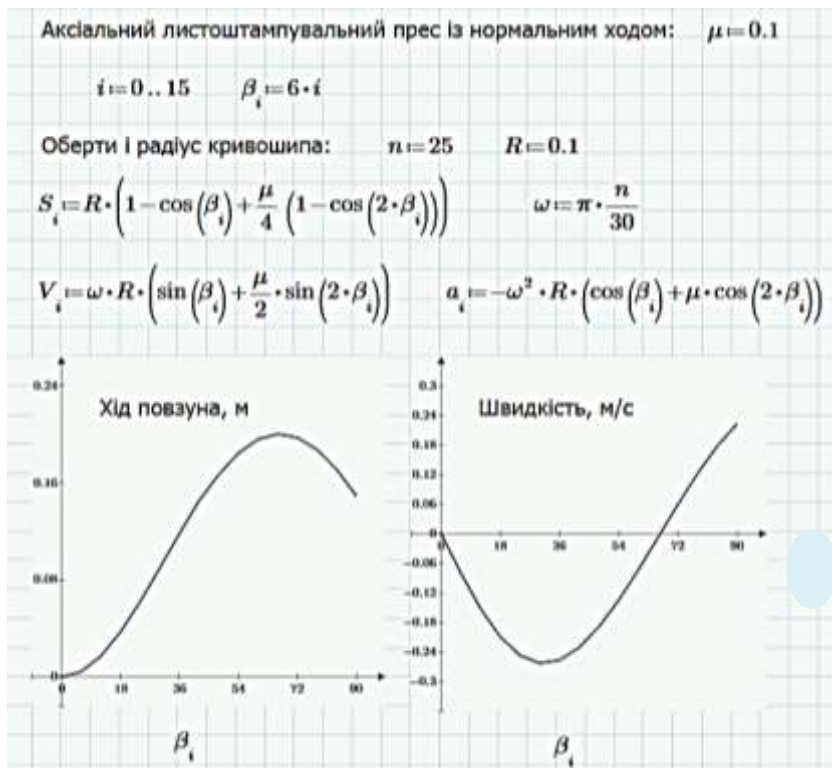 Аксіальний листоштампувальний прес із нормальним ходом: μ≔0.1
i≔0..15 β_i≔6⋅i
Оберти і радіус кривошипа: n≔25 R≔0.1
S_i≔R⋅(1−cos(β_i)+μ/4 (1−cos(2⋅β_i))) ω≔π⋅n/30
V_i≔ω⋅R⋅(sin(β_i)+μ/2⋅sin(2⋅β_i)) a_i≔−ω²⋅R⋅(cos(β_i)+μ⋅cos(2⋅β_i))
Хід повзуна, м
0.24
0.16
0.08
0
0 18 36 54 72 90
β_i
Швидкість, м/с
0.3
0.24
0.18
0.12
0.06
0
−0.06
−0.12
−0.18
−0.24
−0.3
0 18 36 54 72 90
β_i